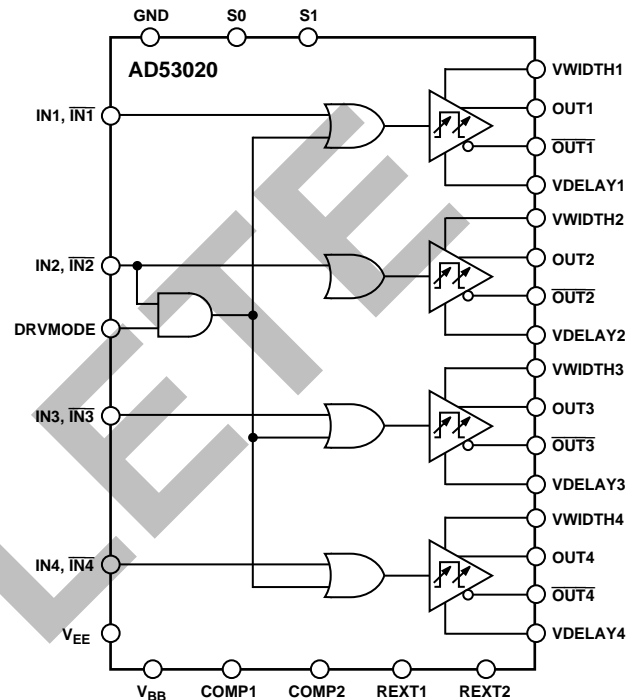 GND S0 S1
AD53020
VWIDTH1
IN1, IN1
OUT1
OUT1
VDELAY1
VWIDTH2
IN2, IN2
OUT2
OUT2
DRVMODE
VDELAY2
VWIDTH3
IN3, IN3
OUT3
OUT3
VDELAY3
VWIDTH4
IN4, IN4
OUT4
OUT4
VEE
VDELAY4
VBB COMP1 COMP2 REXT1 REXT2
LETE